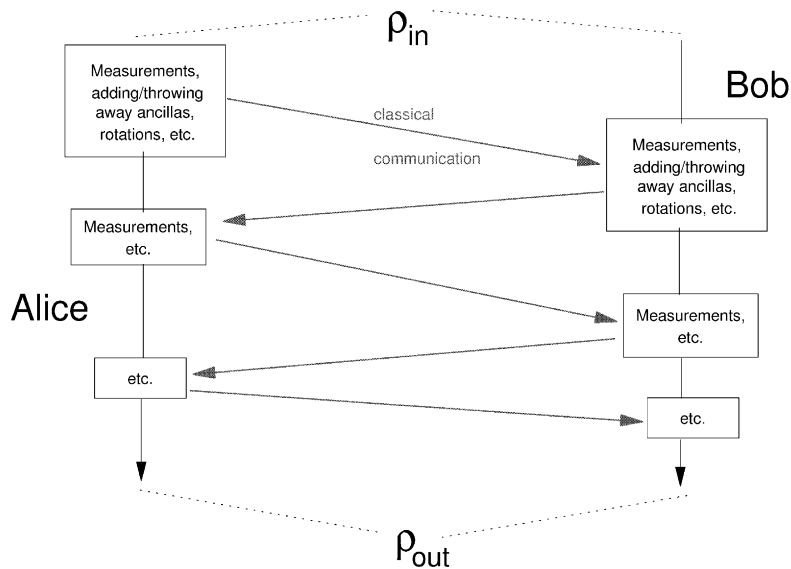 ρin
Bob
Measurements,
adding/throwing
away ancillas,
rotations, etc.
classical
communication
Measurements,
adding/throwing
away ancillas,
rotations, etc.
Measurements,
etc.
Alice
Measurements,
etc.
etc.
etc.
ρout